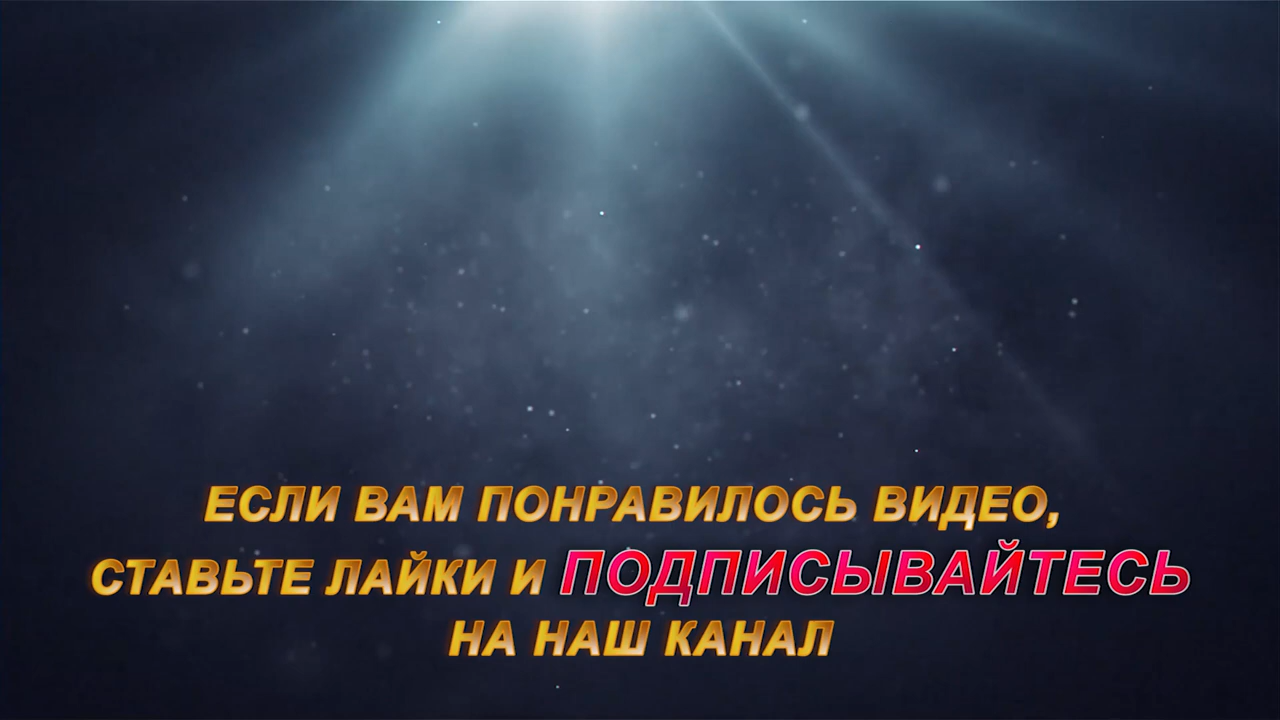 ЕСЛИ ВАМ ПОНРАВИЛОСЬ ВИДЕО,
СТАВЬТЕ ЛАЙКИ И ПОДПИСЫВАЙТЕСЬ
НА НАШ КАНАЛ